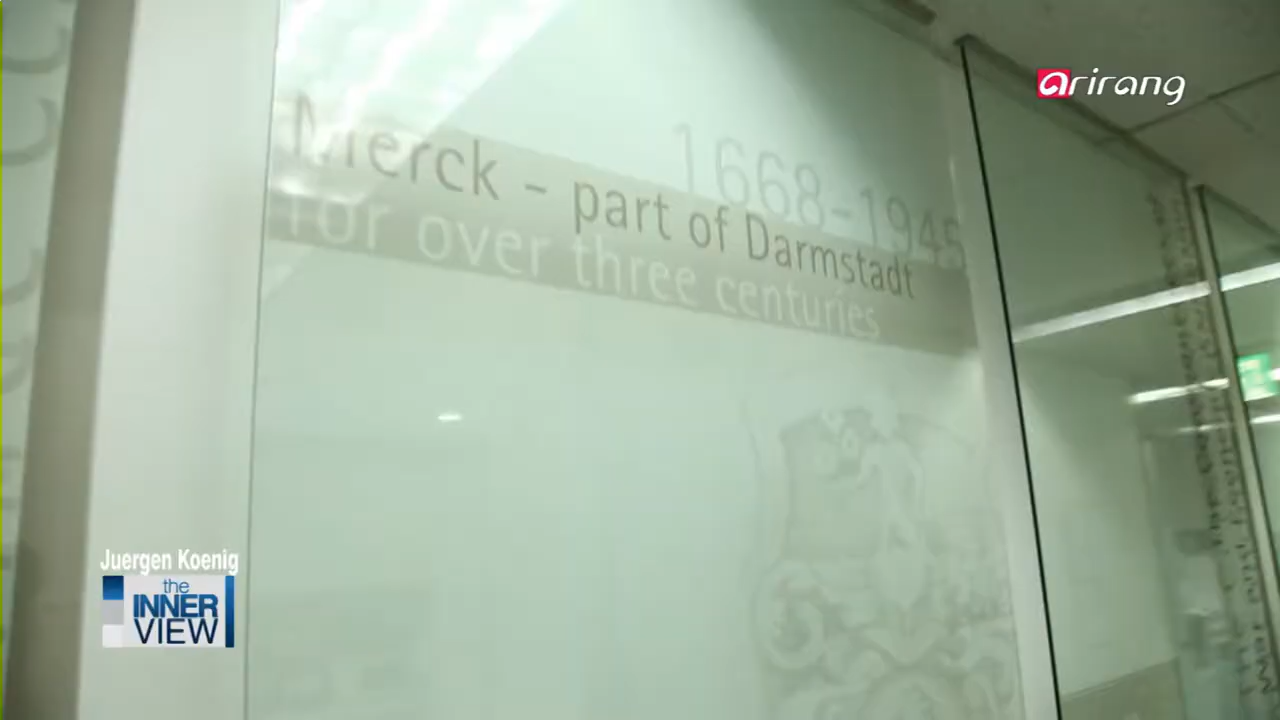 arirang
1668-1945
Merck – part of Darmstadt
for over three centuries
Juergen Koenig
the
INNER
VIEW